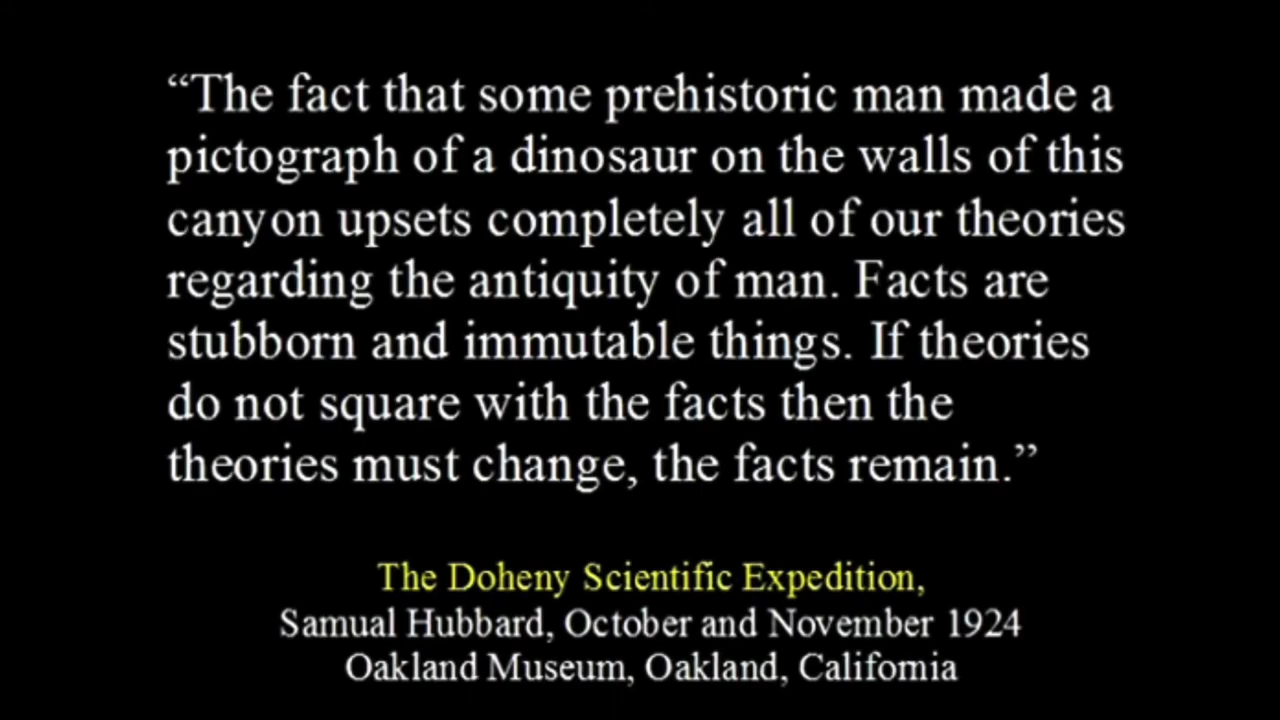 “The fact that some prehistoric man made a
pictograph of a dinosaur on the walls of this
canyon upsets completely all of our theories
regarding the antiquity of man. Facts are
stubborn and immutable things. If theories
do not square with the facts then the
theories must change, the facts remain.”
The Doheny Scientific Expedition,
Samual Hubbard, October and November 1924
Oakland Museum, Oakland, California